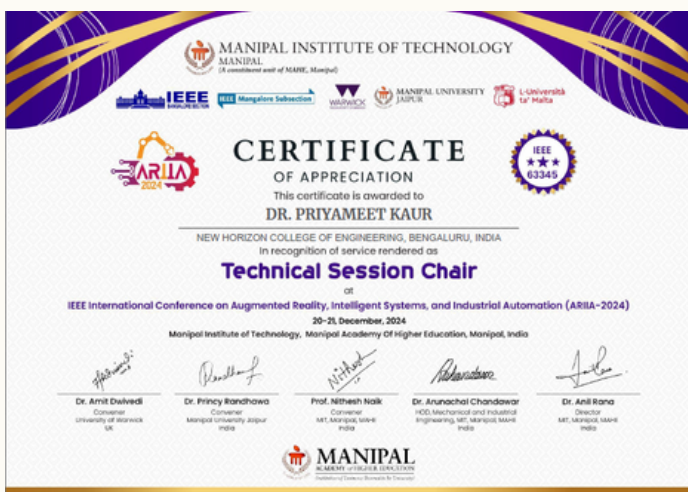 MANIPAL INSTITUTE OF TECHNOLOGY
MANIPAL
(A constituent unit of MAHE, Manipal)
IEEE
BANGALORE SECTION
IEEE Mangalore Subsection
WARWICK
MANIPAL UNIVERSITY
JAIPUR
L-Università
ta' Malta
ARIIA
2024
CERTIFICATE
OF APPRECIATION
IEEE
63345
This certificate is awarded to
DR. PRIYAMEET KAUR
NEW HORIZON COLLEGE OF ENGINEERING, BENGALURU, INDIA
In recognition of service rendered as
Technical Session Chair
at
IEEE International Conference on Augmented Reality, Intelligent Systems, and Industrial Automation (ARIIA-2024)
20-21, December, 2024
Manipal Institute of Technology, Manipal Academy Of Higher Education, Manipal, India
Nithesh
Dr. Amit Dwivedi
Convener
University of Warwick
UK
Dr. Princy Randhawa
Convener
Manipal University Jaipur
India
Prof. Nithesh Naik
Convener
MIT, Manipal, MAHE
India
Dr. Arunachal Chandawar
HOD, Mechanical and Industrial
Engineering, MIT, Manipal, MAHE
India
Dr. Anil Rana
Director
MIT, Manipal, MAHE
India
MANIPAL
ACADEMY of HIGHER EDUCATION